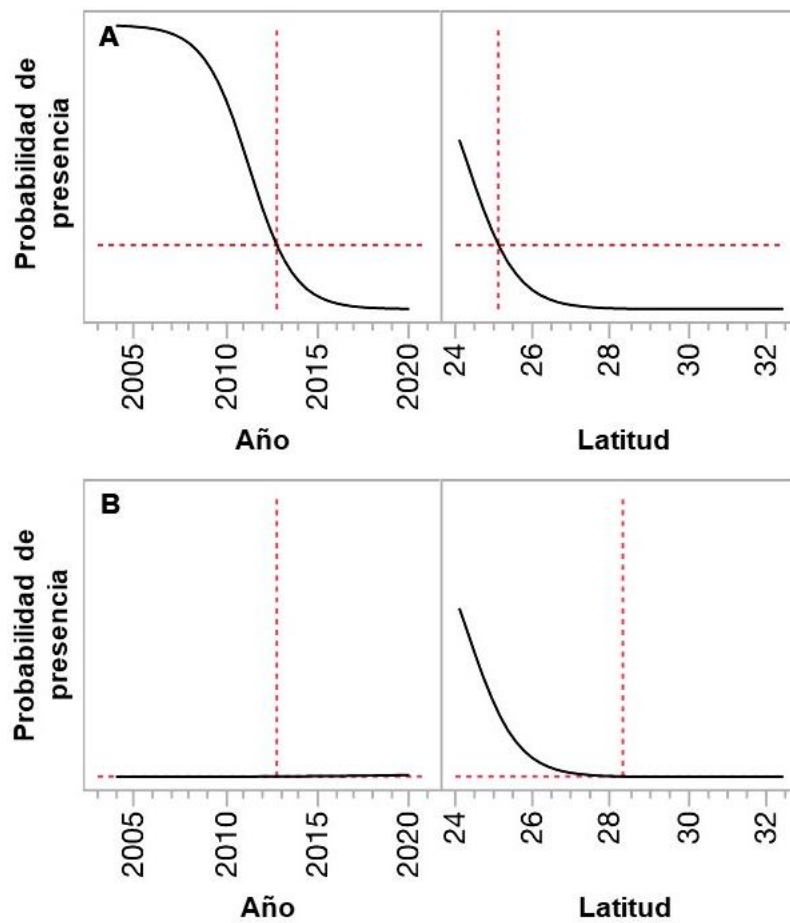 A
Probabilidad de
presencia
2005
2010
2015
2020
24
26
28
30
32
Año
Latitud
B
Probabilidad de
presencia
2005
2010
2015
2020
24
26
28
30
32
Año
Latitud